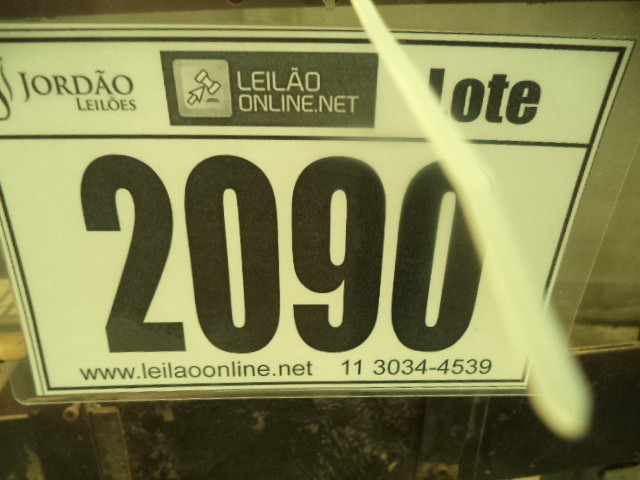 JORDÃO
LEILÕES
LEILÃO
ONLINE.NET
Lote
2090
www.leilaoonline.net 11 3034-4539